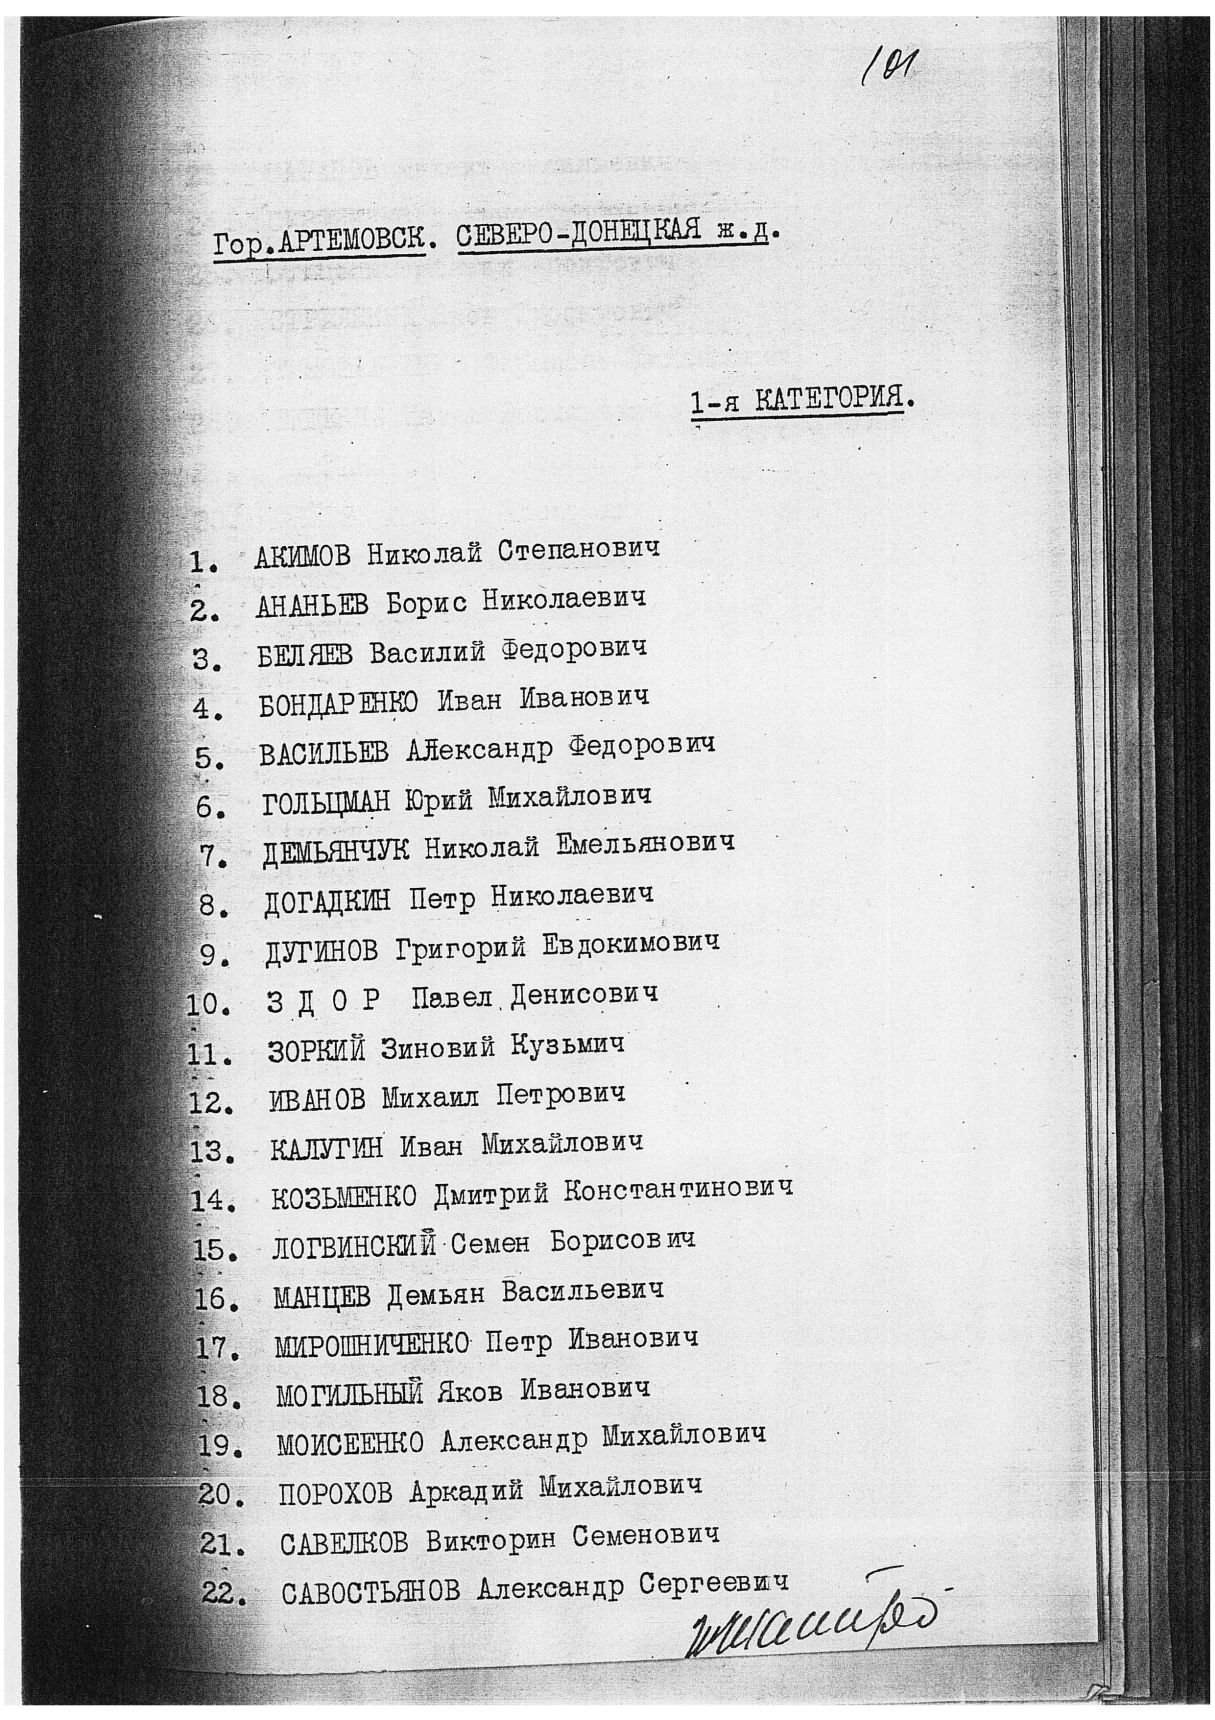 101
Гор.АРТЕМОВСК. СЕВЕРО-ДОНЕЦКАЯ ж.д.
1-я КАТЕГОРИЯ.
1. АКИМОВ Николай Степанович
2. АНАНЬЕВ Борис Николаевич
3. БЕЛЯЕВ Василий Федорович
4. БОНДАРЕНКО Иван Иванович
5. ВАСИЛЬЕВ АЛександр Федорович
6. ГОЛЬЦМАН Юрий Михайлович
7. ДЕМЬЯНЧУК Николай Емельянович
8. ДОГАДКИН Петр Николаевич
9. ДУГИНОВ Григорий Евдокимович
10. З Д О Р Павел Денисович
11. ЗОРКИЙ Зиновий Кузьмич
12. ИВАНОВ Михаил Петрович
13. КАЛУГИН Иван Михайлович
14. КОЗЬМЕНКО Дмитрий Константинович
15. ЛОГВИНСКИЙ Семен Борисович
16. МАНЦЕВ Демьян Васильевич
17. МИРОШНИЧЕНКО Петр Иванович
18. МОГИЛЬНЫЙ Яков Иванович
19. МОИСЕЕНКО Александр Михайлович
20. ПОРОХОВ Аркадий Михайлович
21. САВЕЛКОВ Викторин Семенович
22. САВОСТЬЯНОВ Александр Сергеевич